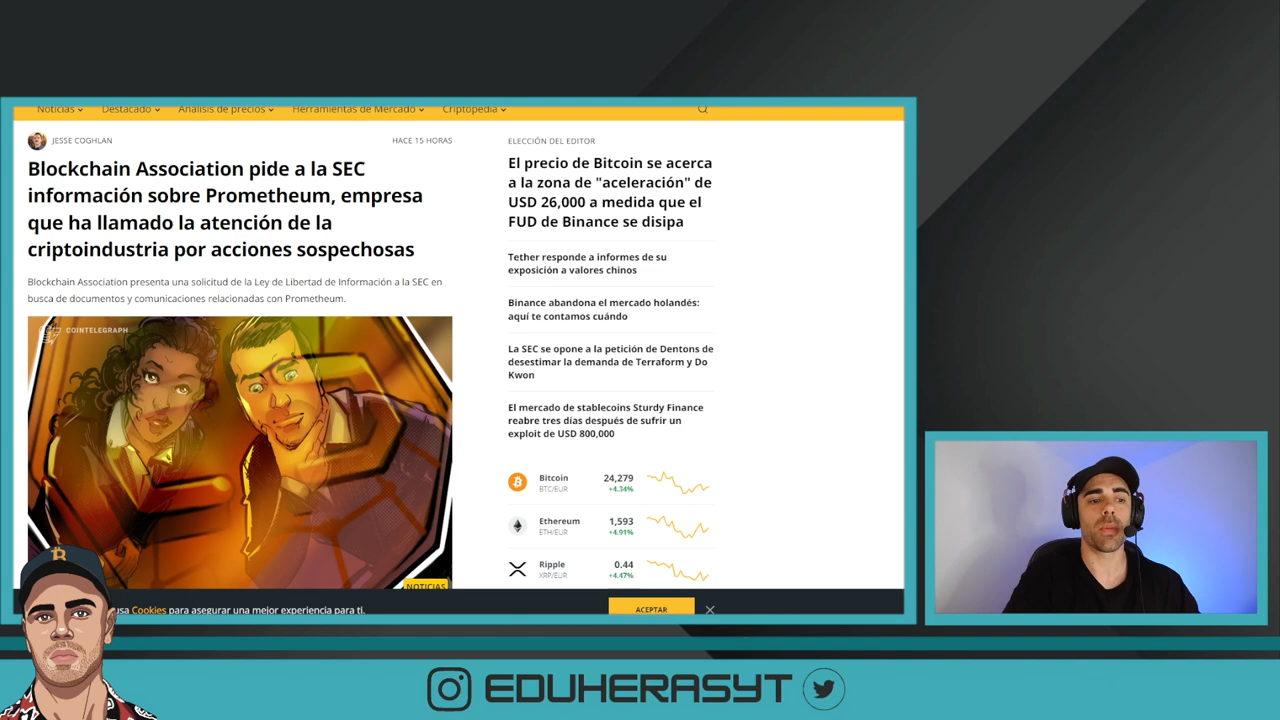 Noticias
Destacado
Análisis de precios
Herramientas de Mercado
Criptopedia
JESSE COGHLAN
HACE 15 HORAS
Blockchain Association pide a la SEC
información sobre Prometheum, empresa
que ha llamado la atención de la
criptoindustria por acciones sospechosas
Blockchain Association presenta una solicitud de la Ley de Libertad de Información a la SEC en
busca de documentos y comunicaciones relacionadas con Prometheum.
COINTELEGRAPH
NOTICIAS
ELECCIÓN DEL EDITOR
El precio de Bitcoin se acerca
a la zona de "aceleración" de
USD 26,000 a medida que el
FUD de Binance se disipa
Tether responde a informes de su
exposición a valores chinos
Binance abandona el mercado holandés:
aquí te contamos cuándo
La SEC se opone a la petición de Dentons de
desestimar la demanda de Terraform y Do
Kwon
El mercado de stablecoins Sturdy Finance
reabre tres días después de sufrir un
exploit de USD 800,000
Bitcoin 24,279
BTC/EUR +4.34%
Ethereum 1,593
ETH/EUR +4.91%
Ripple 0.44
XRP/EUR +4.47%
usa Cookies para asegurar una mejor experiencia para ti.
ACEPTAR
EDUHERASYT